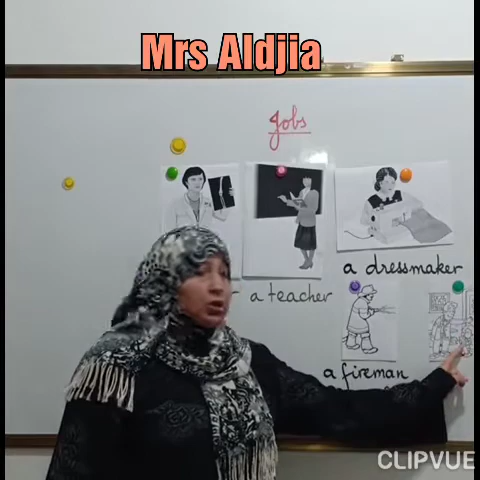 Mrs Aldjia
Jobs
a dressmaker
a teacher
a fireman
CLIPVUE